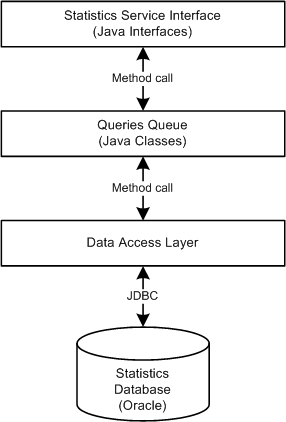 Statistics Service Interface
(Java Interfaces)
Method call
Queries Queue
(Java Classes)
Method call
Data Access Layer
JDBC
Statistics
Database
(Oracle)